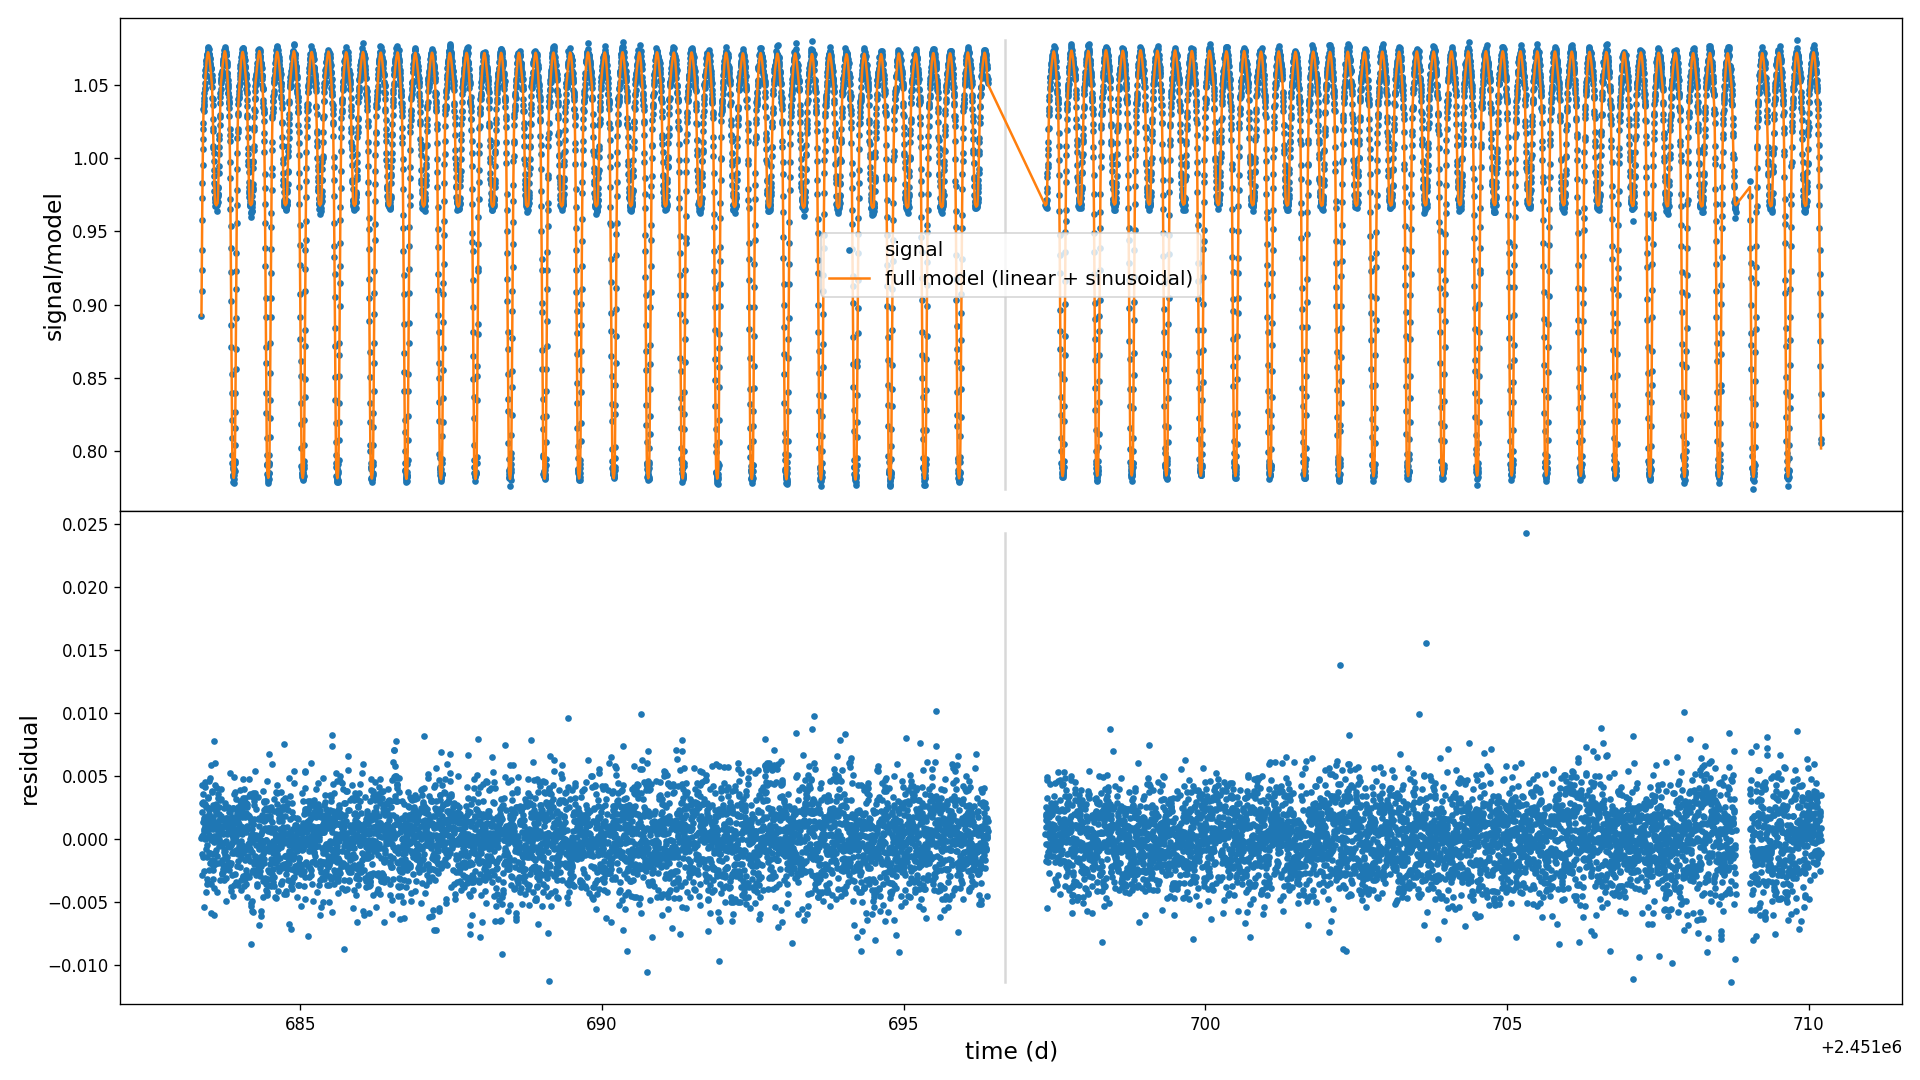 1.05
1.00
0.95
0.90
0.85
0.80
signal/model
signal
full model (linear + sinusoidal)
0.025
0.020
0.015
0.010
0.005
0.000
−0.005
−0.010
residual
685 690 695 700 705 710
time (d)
+2.451e6